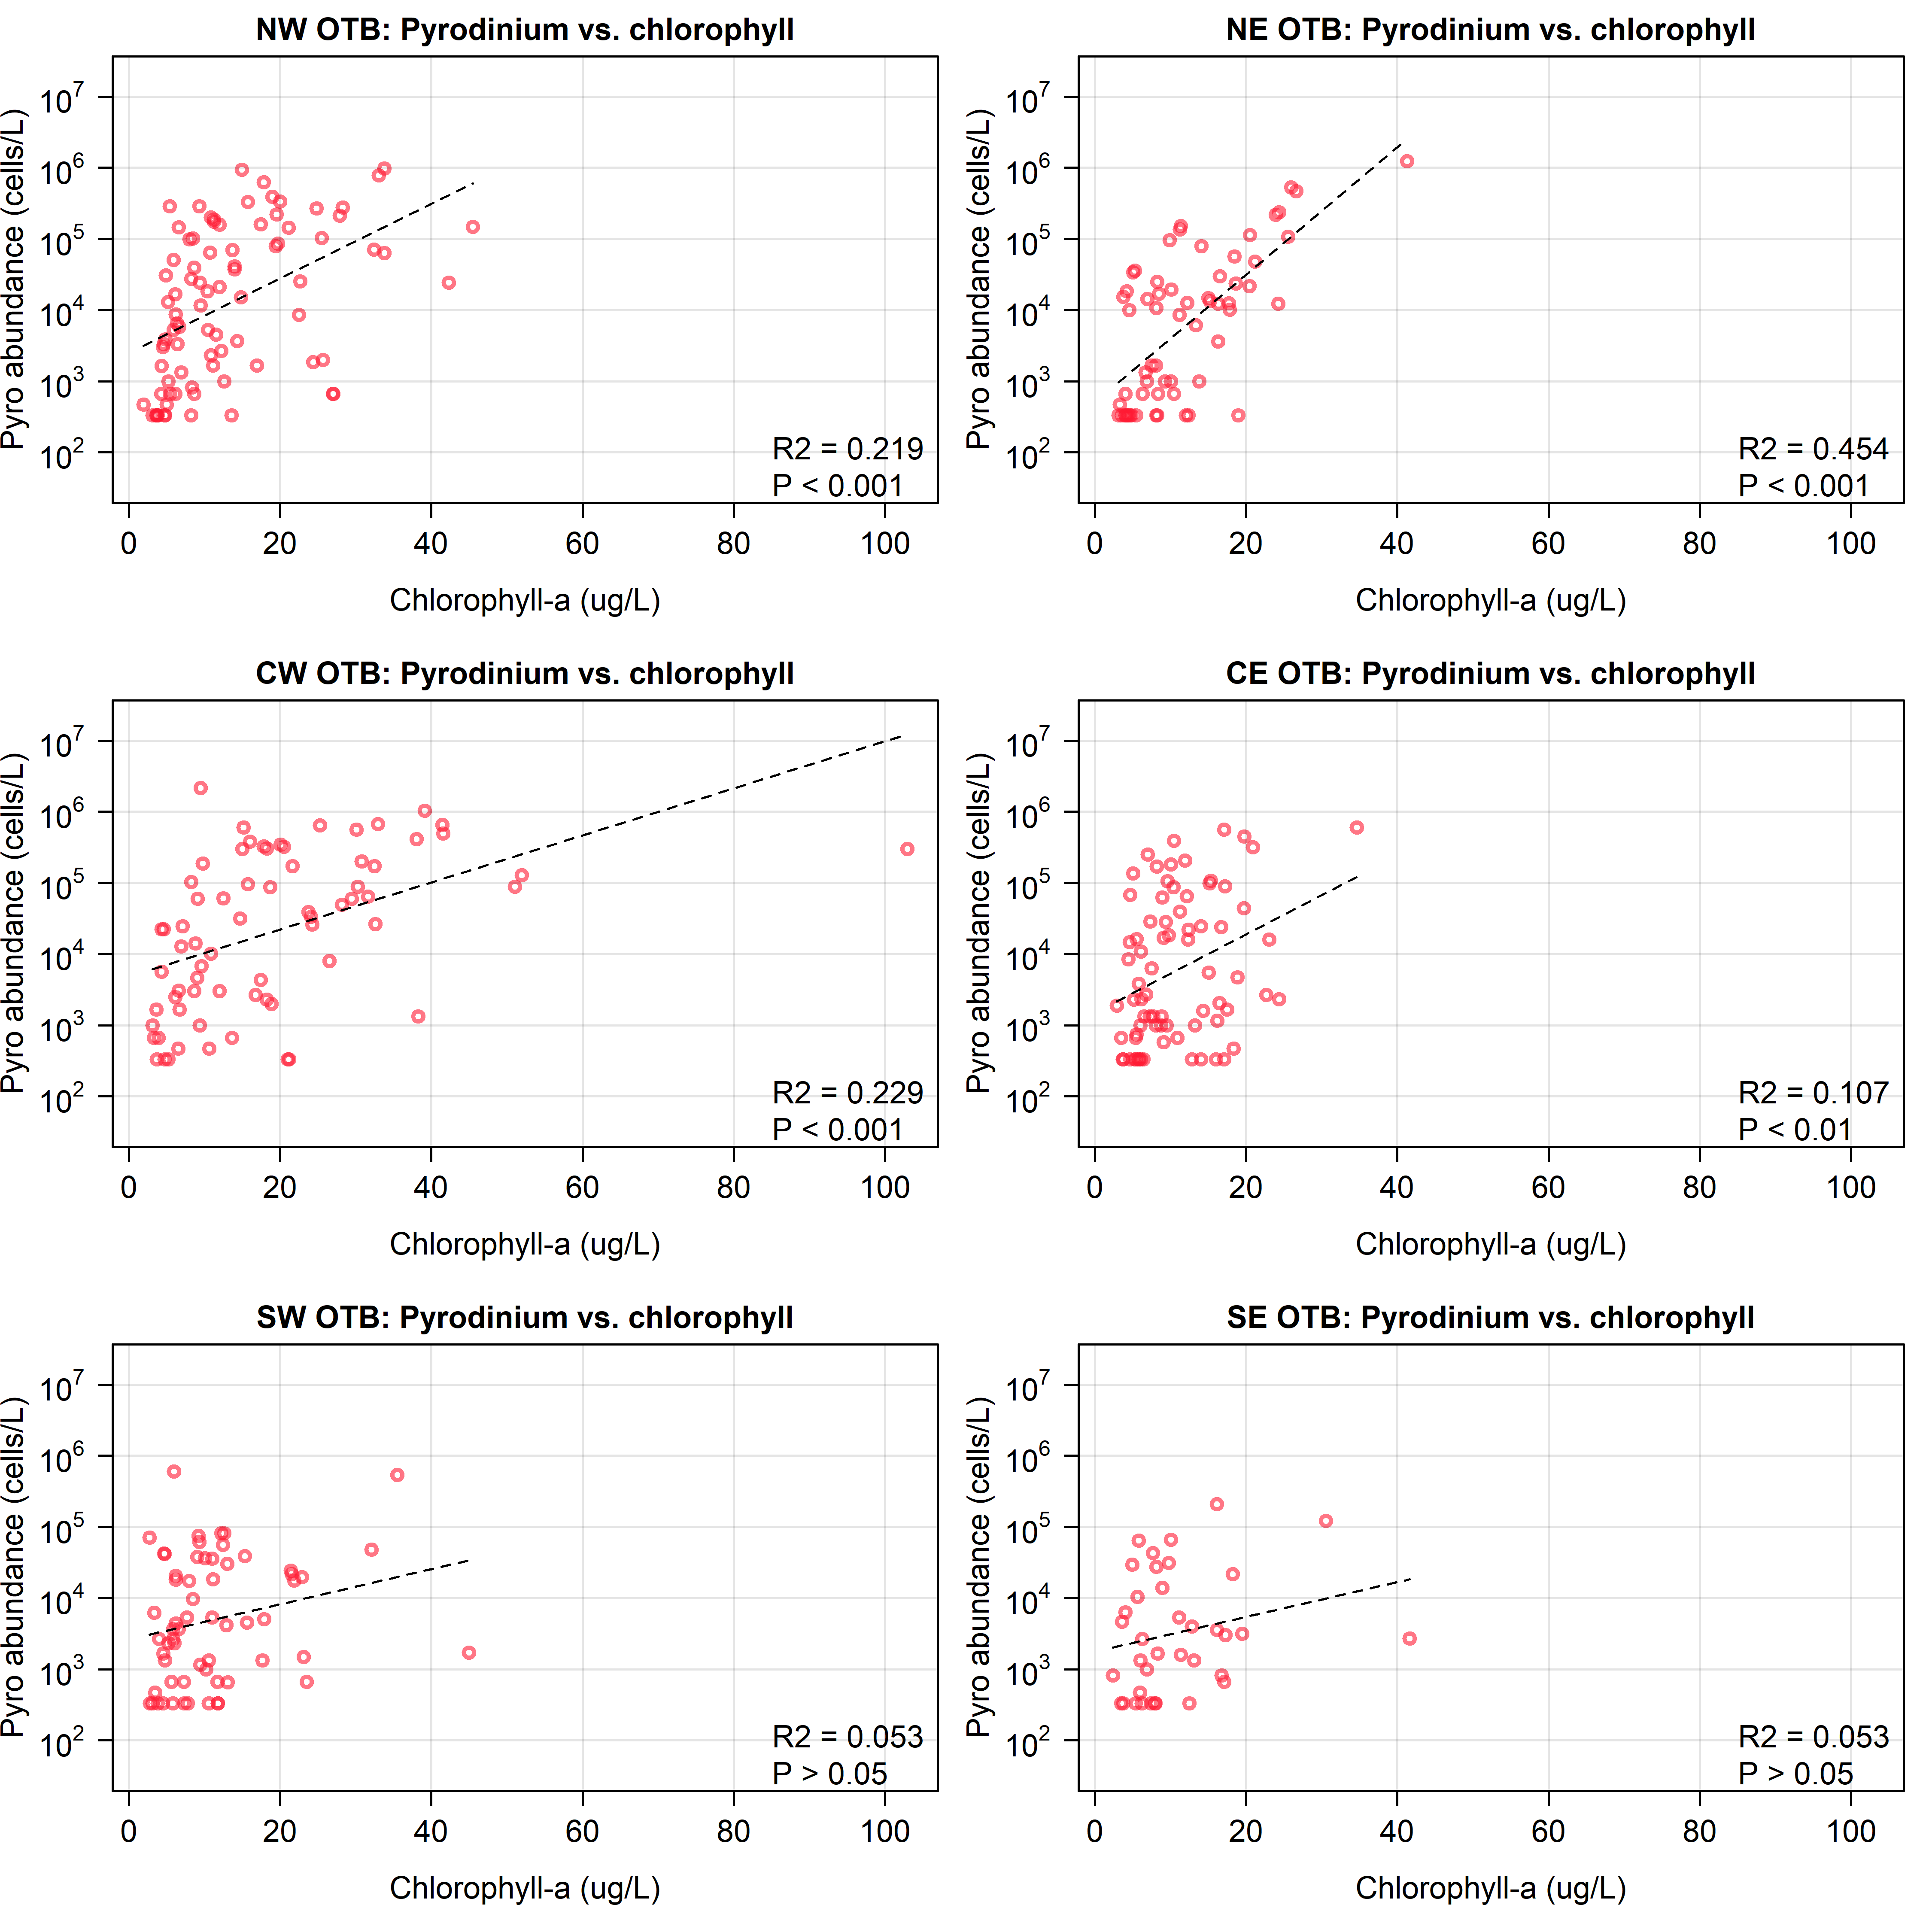 NW OTB: Pyrodinium vs. chlorophyll
Pyro abundance (cells/L)
10^7
10^6
10^5
10^4
10^3
10^2
R2 = 0.219
P < 0.001
0 20 40 60 80 100
Chlorophyll-a (ug/L)
NE OTB: Pyrodinium vs. chlorophyll
Pyro abundance (cells/L)
10^7
10^6
10^5
10^4
10^3
10^2
R2 = 0.454
P < 0.001
0 20 40 60 80 100
Chlorophyll-a (ug/L)
CW OTB: Pyrodinium vs. chlorophyll
Pyro abundance (cells/L)
10^7
10^6
10^5
10^4
10^3
10^2
R2 = 0.229
P < 0.001
0 20 40 60 80 100
Chlorophyll-a (ug/L)
CE OTB: Pyrodinium vs. chlorophyll
Pyro abundance (cells/L)
10^7
10^6
10^5
10^4
10^3
10^2
R2 = 0.107
P < 0.01
0 20 40 60 80 100
Chlorophyll-a (ug/L)
SW OTB: Pyrodinium vs. chlorophyll
Pyro abundance (cells/L)
10^7
10^6
10^5
10^4
10^3
10^2
R2 = 0.053
P > 0.05
0 20 40 60 80 100
Chlorophyll-a (ug/L)
SE OTB: Pyrodinium vs. chlorophyll
Pyro abundance (cells/L)
10^7
10^6
10^5
10^4
10^3
10^2
R2 = 0.053
P > 0.05
0 20 40 60 80 100
Chlorophyll-a (ug/L)